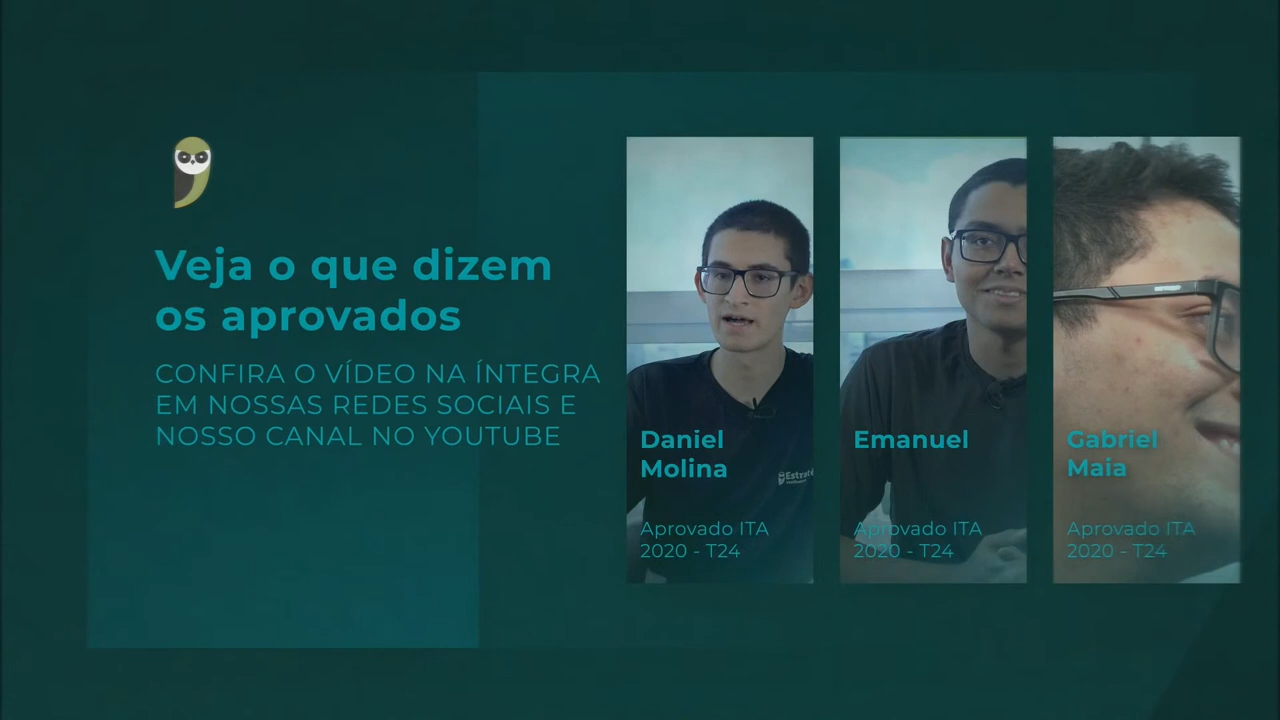 Veja o que dizem
os aprovados
CONFIRA O VÍDEO NA ÍNTEGRA
EM NOSSAS REDES SOCIAIS E
NOSSO CANAL NO YOUTUBE
Daniel
Molina
Aprovado ITA
2020 - T24
Emanuel
Aprovado ITA
2020 - T24
Gabriel
Maia
Aprovado ITA
2020 - T24